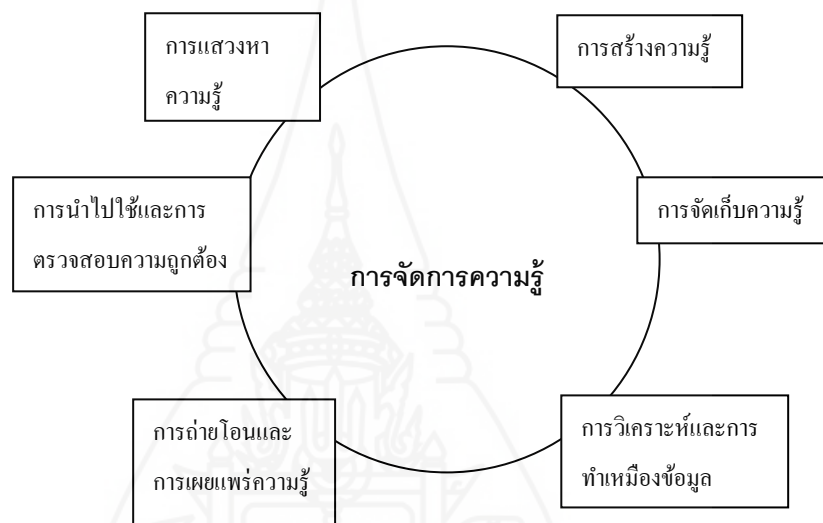 การแสวงหา
ความรู้
การสร้างความรู้
การนำไปใช้และการ
ตรวจสอบความถูกต้อง
การจัดเก็บความรู้
การจัดการความรู้
การถ่ายโอนและ
การเผยแพร่ความรู้
การวิเคราะห์และการ
ทำเหมืองข้อมูล